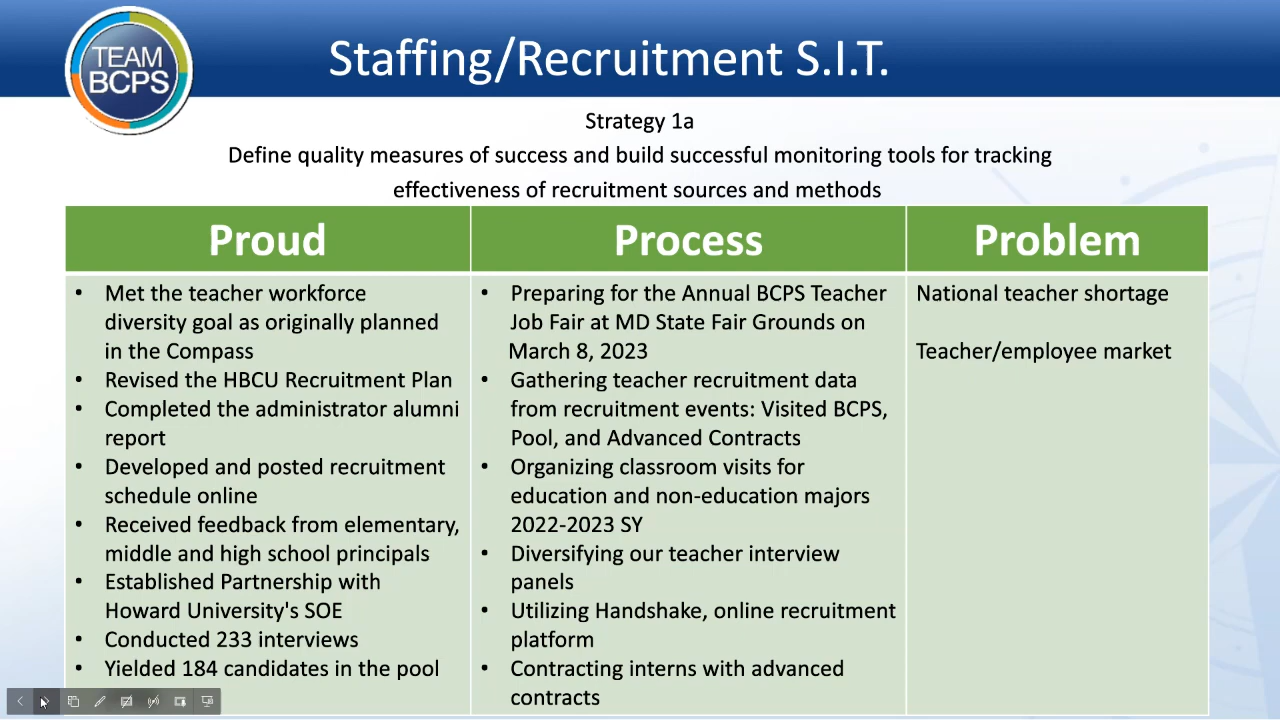 TEAM
BCPS
Staffing/Recruitment S.I.T.
Strategy 1a
Define quality measures of success and build successful monitoring tools for tracking
effectiveness of recruitment sources and methods
Proud
Process
Problem
• Met the teacher workforce
diversity goal as originally planned
in the Compass
• Revised the HBCU Recruitment Plan
• Completed the administrator alumni
report
• Developed and posted recruitment
schedule online
• Received feedback from elementary,
middle and high school principals
• Established Partnership with
Howard University's SOE
• Conducted 233 interviews
• Yielded 184 candidates in the pool
• Preparing for the Annual BCPS Teacher
Job Fair at MD State Fair Grounds on
March 8, 2023
• Gathering teacher recruitment data
from recruitment events: Visited BCPS,
Pool, and Advanced Contracts
• Organizing classroom visits for
education and non-education majors
2022-2023 SY
• Diversifying our teacher interview
panels
• Utilizing Handshake, online recruitment
platform
• Contracting interns with advanced
contracts
National teacher shortage
Teacher/employee market